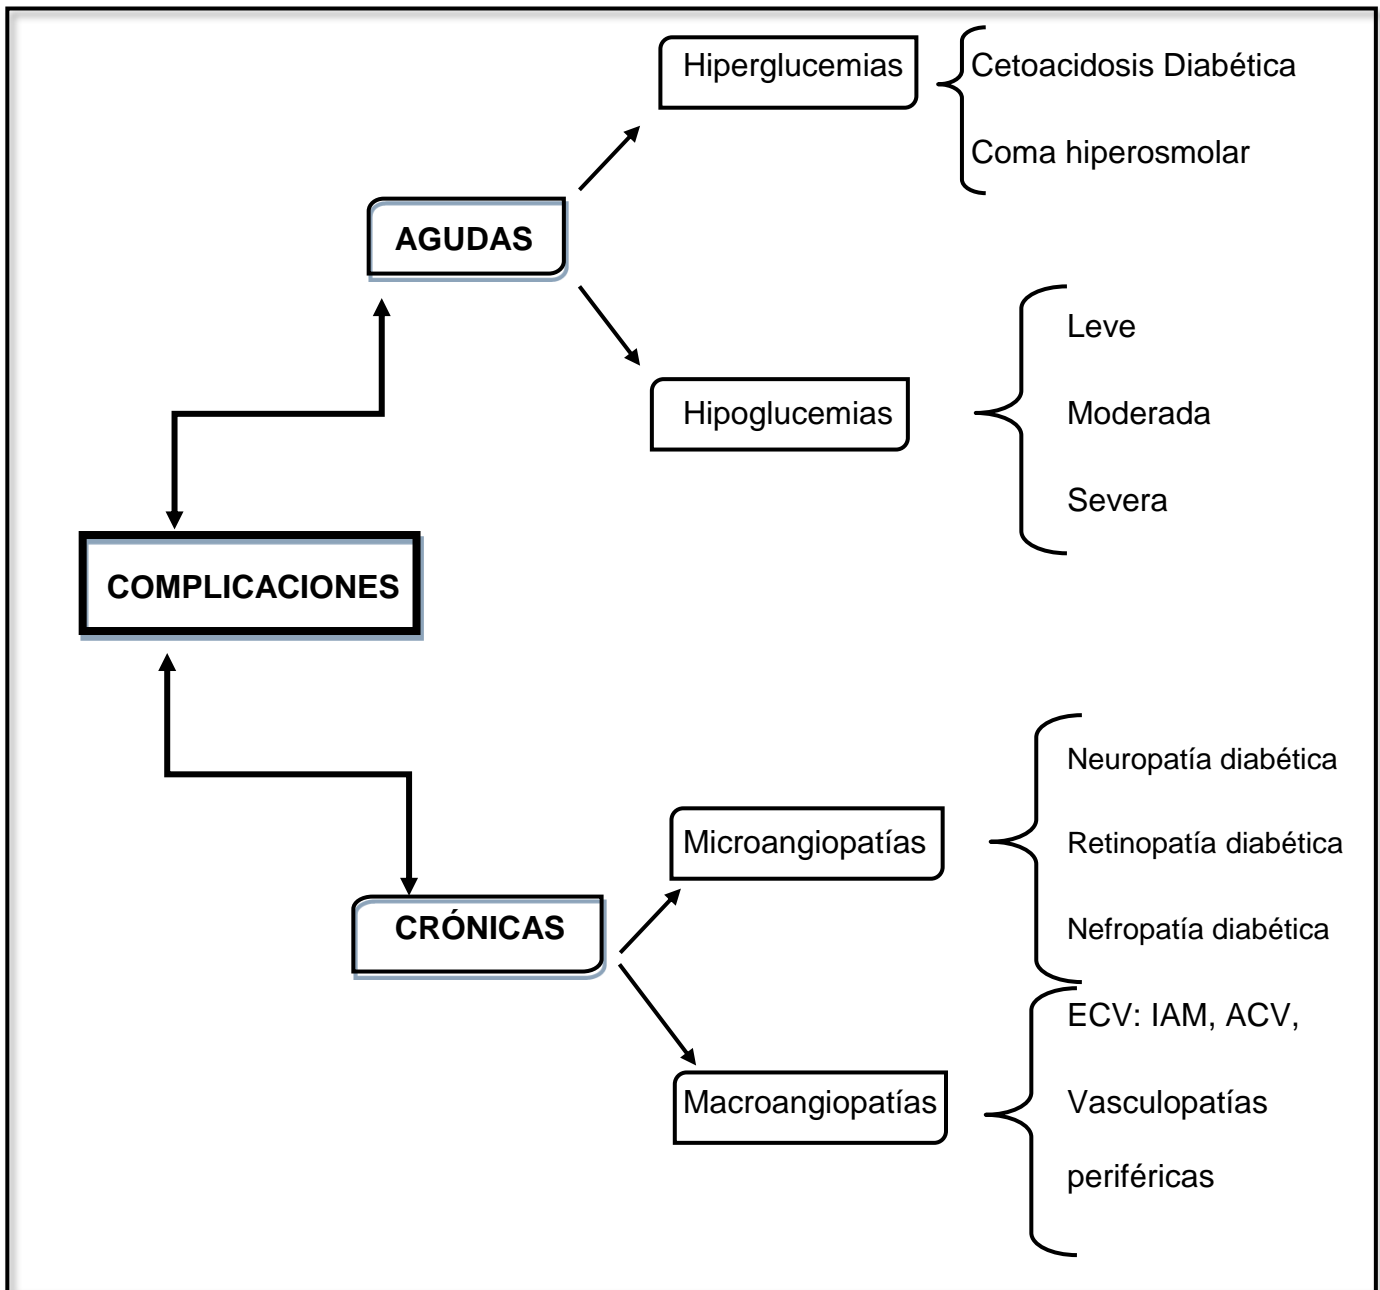 Hiperglucemias
Cetoacidosis Diabética
Coma hiperosmolar
AGUDAS
Hipoglucemias
Leve
Moderada
Severa
COMPLICACIONES
CRÓNICAS
Microangiopatías
Neuropatía diabética
Retinopatía diabética
Nefropatía diabética
Macroangiopatías
ECV: IAM, ACV,
Vasculopatías
periféricas